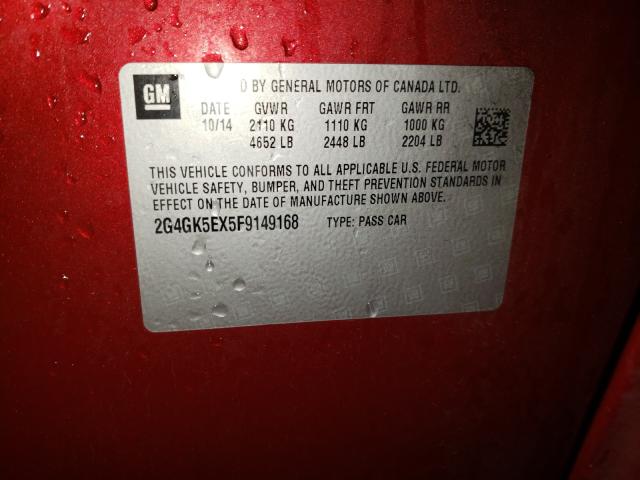 GM
D BY GENERAL MOTORS OF CANADA LTD.
DATE GVWR GAWR FRT GAWR RR
10/14 2110 KG 1110 KG 1000 KG
4652 LB 2448 LB 2204 LB
THIS VEHICLE CONFORMS TO ALL APPLICABLE U.S. FEDERAL MOTOR
VEHICLE SAFETY, BUMPER, AND THEFT PREVENTION STANDARDS IN
EFFECT ON THE DATE OF MANUFACTURE SHOWN ABOVE.
2G4GK5EX5F9149168 TYPE: PASS CAR